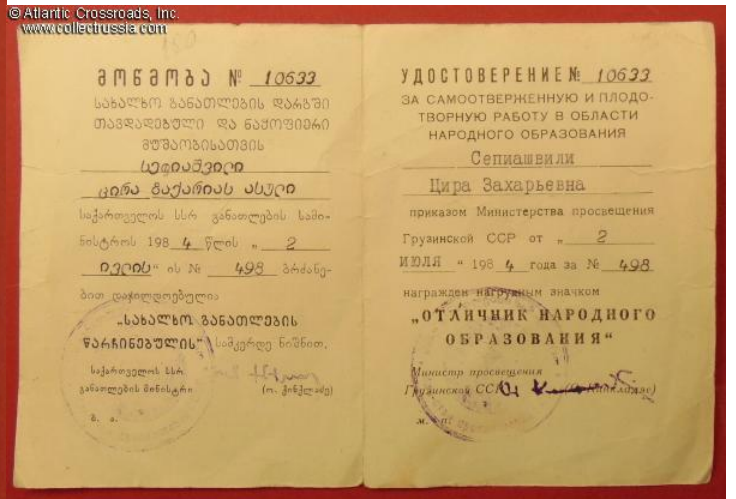 © Atlantic Crossroads, Inc.
www.collectrussia.com
მოწმობა № 10633
სახალხო განათლების დარგში
თავდადებული და ნაყოფიერი
მუშაობისათვის
სეფიაშვილი
ცირა ზაქარიას ასული
საქართველოს სსრ განათლების სამი-
ნისტროს 1984 წლის „ 2
ივლის“ ის № 498 ბრძანე-
ბით დაჯილდოებულია
„სახალხო განათლების
წარჩინებულის“ სამკერდე ნიშნით.
საქართველოს სსრ
განათლების მინისტრი (ო. ქინქლაძე)
ბ. ა.
УДОСТОВЕРЕНИЕ № 10633
ЗА САМООТВЕРЖЕННУЮ И ПЛОДО-
ТВОРНУЮ РАБОТУ В ОБЛАСТИ
НАРОДНОГО ОБРАЗОВАНИЯ
Сепиашвили
Цира Захарьевна
приказом Министерства просвещения
Грузинской ССР от „ 2
ИЮЛЯ “ 1984 года за № 498
награжден нагрудным значком
„ОТЛИЧНИК НАРОДНОГО
ОБРАЗОВАНИЯ“
Министр просвещения
Грузинской ССР Кинкладзе)
м. п.